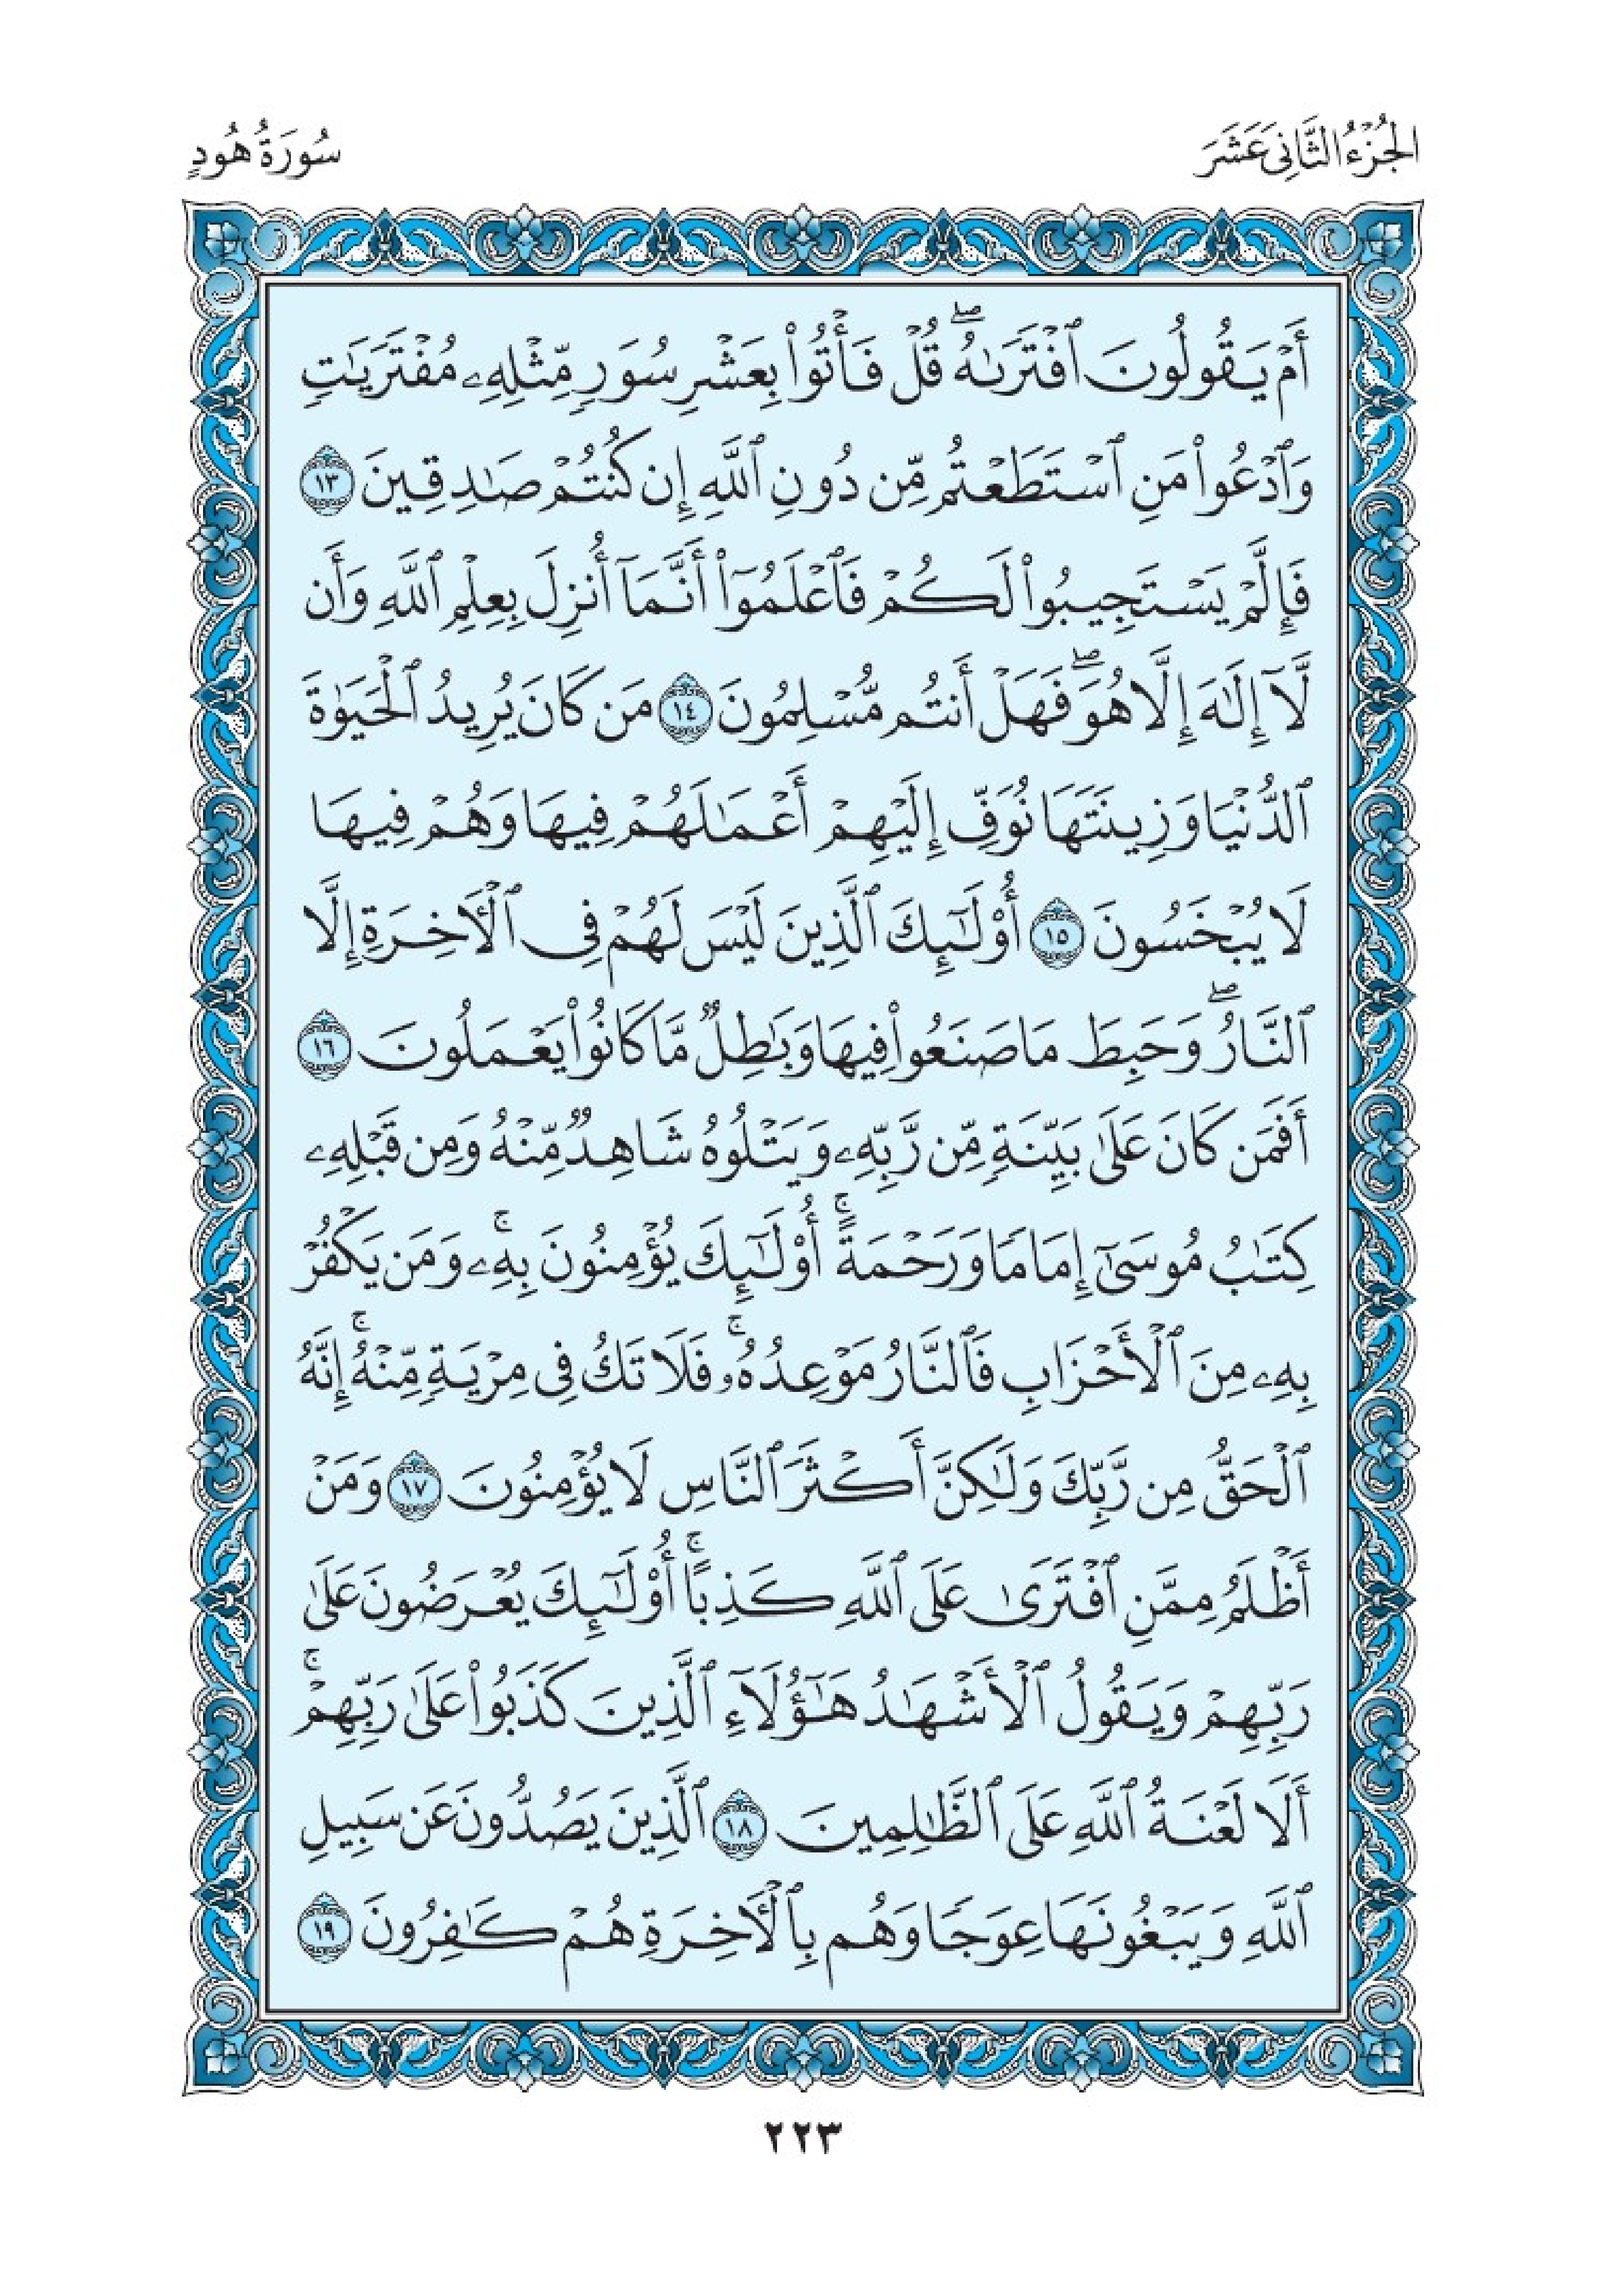 الجُزْءُ الثَّانِي عَشَرَ
سُورَةُ هُودٍ
أَمْ يَقُولُونَ ٱفْتَرَىٰهُۖ قُلْ فَأْتُوا۟ بِعَشْرِ سُوَرٍ مِّثْلِهِۦ مُفْتَرَيَٰتٍ
وَٱدْعُوا۟ مَنِ ٱسْتَطَعْتُم مِّن دُونِ ٱللَّهِ إِن كُنتُمْ صَٰدِقِينَ ١٣
فَإِلَّمْ يَسْتَجِيبُوا۟ لَكُمْ فَٱعْلَمُوٓا۟ أَنَّمَآ أُنزِلَ بِعِلْمِ ٱللَّهِ وَأَن
لَّآ إِلَٰهَ إِلَّا هُوَۖ فَهَلْ أَنتُم مُّسْلِمُونَ ١٤ مَن كَانَ يُرِيدُ ٱلْحَيَوٰةَ
ٱلدُّنْيَا وَزِينَتَهَا نُوَفِّ إِلَيْهِمْ أَعْمَٰلَهُمْ فِيهَا وَهُمْ فِيهَا
لَا يُبْخَسُونَ ١٥ أُو۟لَٰٓئِكَ ٱلَّذِينَ لَيْسَ لَهُمْ فِى ٱلْءَاخِرَةِ إِلَّا
ٱلنَّارُۖ وَحَبِطَ مَا صَنَعُوا۟ فِيهَا وَبَٰطِلٌ مَّا كَانُوا۟ يَعْمَلُونَ ١٦
أَفَمَن كَانَ عَلَىٰ بَيِّنَةٍ مِّن رَّبِّهِۦ وَيَتْلُوهُ شَاهِدٌ مِّنْهُ وَمِن قَبْلِهِۦ
كِتَٰبُ مُوسَىٰٓ إِمَامًا وَرَحْمَةًۚ أُو۟لَٰٓئِكَ يُؤْمِنُونَ بِهِۦۚ وَمَن يَكْفُرْ
بِهِۦ مِنَ ٱلْأَحْزَابِ فَٱلنَّارُ مَوْعِدُهُۥۚ فَلَا تَكُ فِى مِرْيَةٍ مِّنْهُۚ إِنَّهُ
ٱلْحَقُّ مِن رَّبِّكَ وَلَٰكِنَّ أَكْثَرَ ٱلنَّاسِ لَا يُؤْمِنُونَ ١٧ وَمَنْ
أَظْلَمُ مِمَّنِ ٱفْتَرَىٰ عَلَى ٱللَّهِ كَذِبًاۚ أُو۟لَٰٓئِكَ يُعْرَضُونَ عَلَىٰ
رَبِّهِمْ وَيَقُولُ ٱلْأَشْهَٰدُ هَٰٓؤُلَآءِ ٱلَّذِينَ كَذَبُوا۟ عَلَىٰ رَبِّهِمْۚ
أَلَا لَعْنَةُ ٱللَّهِ عَلَى ٱلظَّٰلِمِينَ ١٨ ٱلَّذِينَ يَصُدُّونَ عَن سَبِيلِ
ٱللَّهِ وَيَبْغُونَهَا عِوَجًا وَهُم بِٱلْءَاخِرَةِ هُمْ كَٰفِرُونَ ١٩
٢٢٣